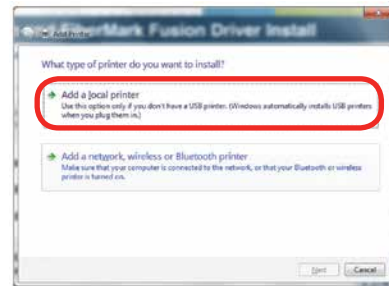 FiberMark Fusion Driver Install
Add Printer
What type of printer do you want to install?
Add a local printer
Use this option only if you don't have a USB printer. (Windows automatically installs USB printers
when you plug them in.)
Add a network, wireless or Bluetooth printer
Make sure that your computer is connected to the network, or that your Bluetooth or wireless
printer is turned on.
Next
Cancel